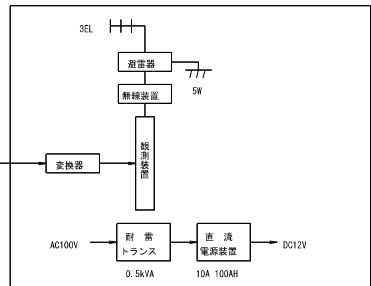 3EL
避雷器
5W
無線装置
観測装置
変換器
耐 雷
トランス
直 流
電源装置
AC100V
DC12V
0.5kVA
10A 100AH